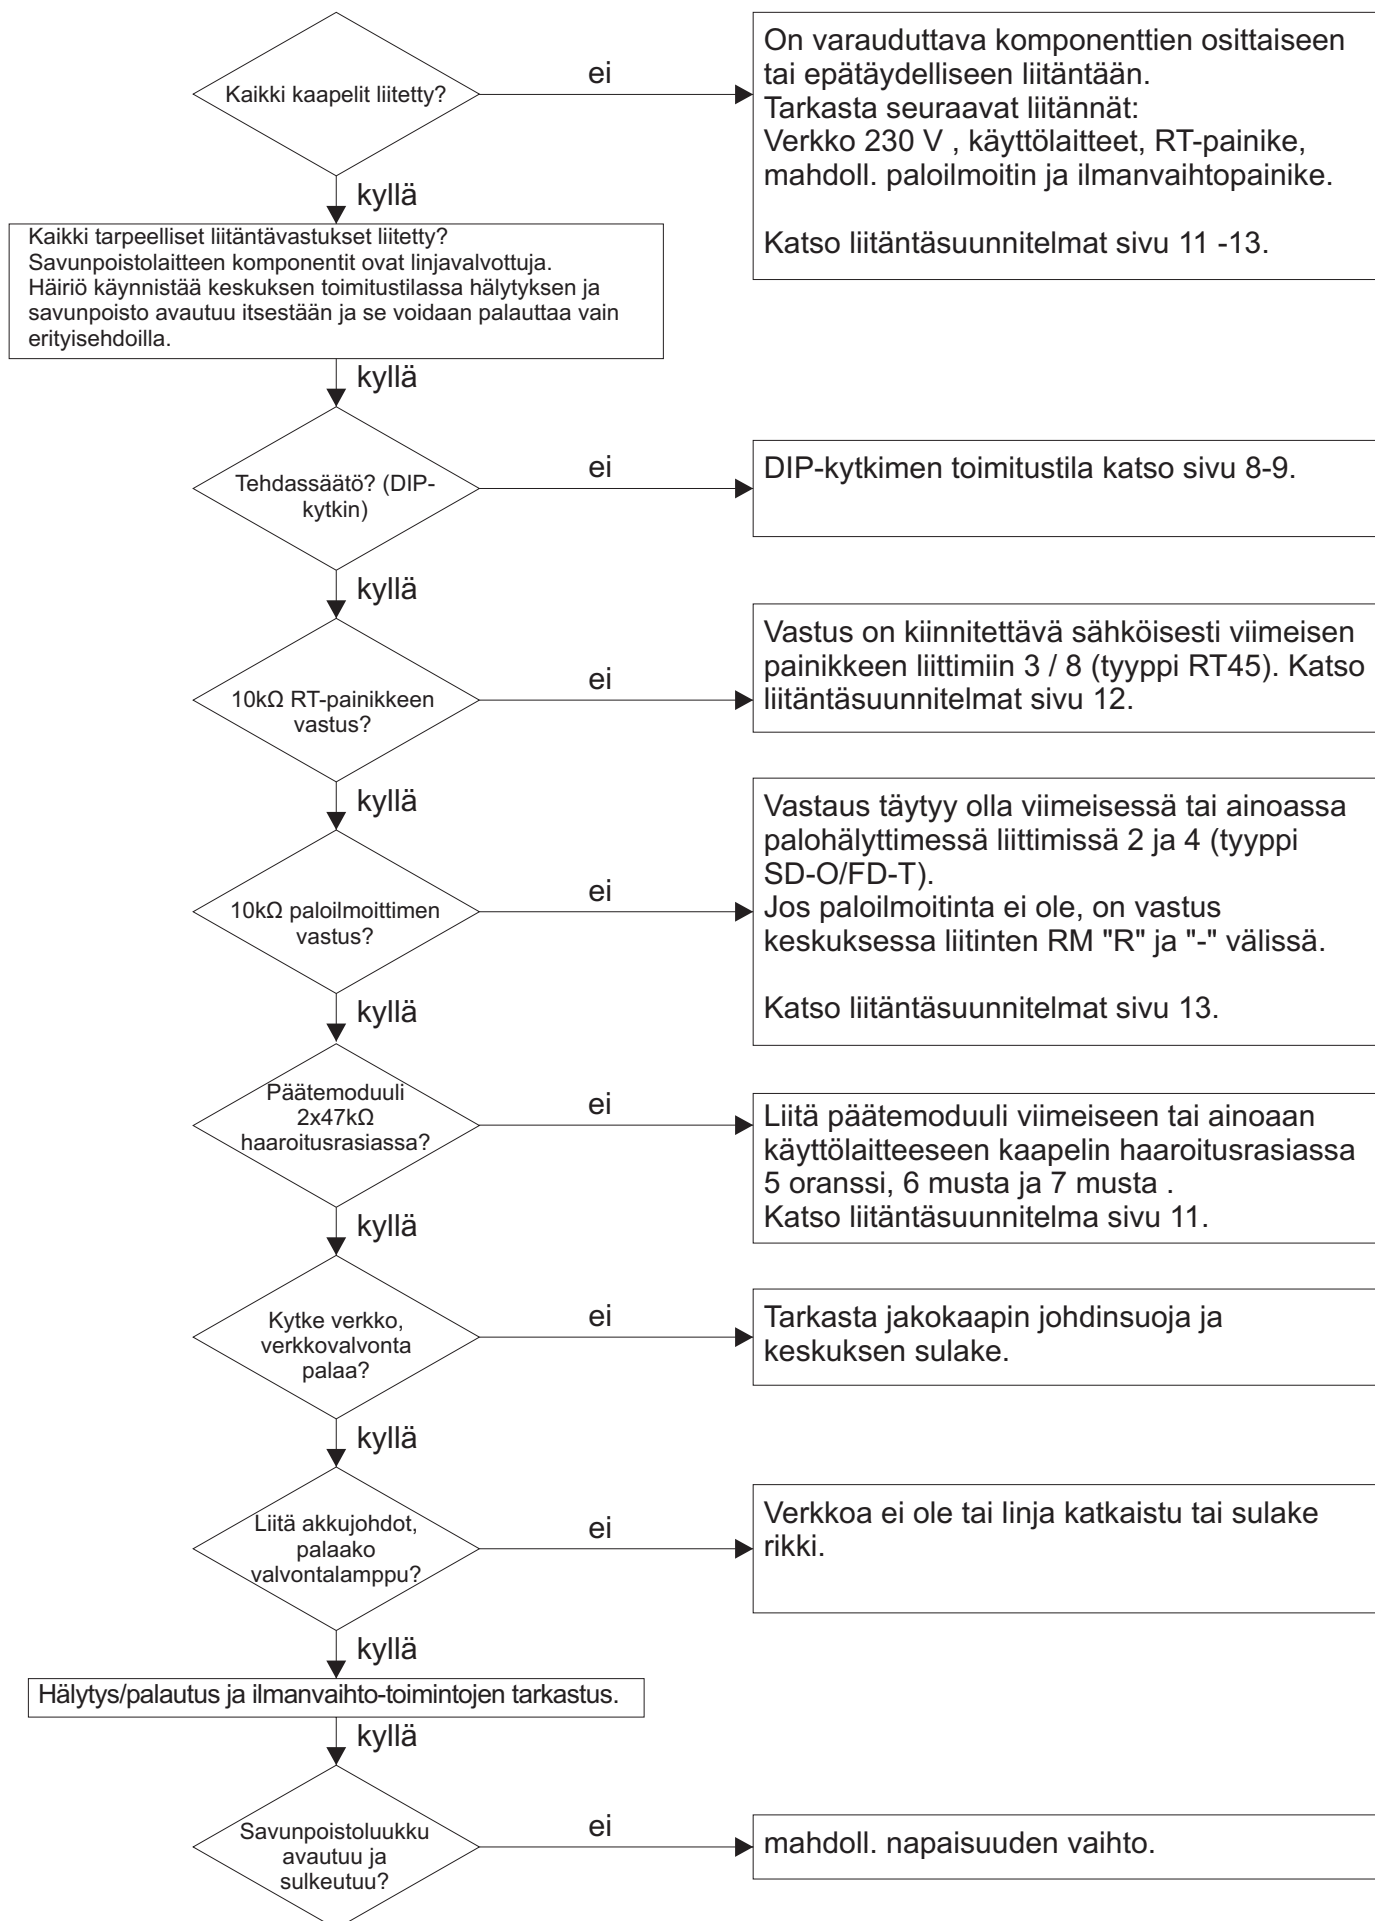 Kaikki kaapelit liitetty?
ei
On varauduttava komponenttien osittaiseen
tai epätäydelliseen liitäntään.
Tarkasta seuraavat liitännät:
Verkko 230 V , käyttölaitteet, RT-painike,
mahdoll. paloilmoitin ja ilmanvaihtopainike.
Katso liitäntäsuunnitelmat sivu 11 -13.
kyllä
Kaikki tarpeelliset liitäntävastukset liitetty?
Savunpoistolaitteen komponentit ovat linjavalvottuja.
Häiriö käynnistää keskuksen toimitustilassa hälytyksen ja
savunpoisto avautuu itsestään ja se voidaan palauttaa vain
erityisehdoilla.
kyllä
Tehdassäätö? (DIP-
kytkin)
ei
DIP-kytkimen toimitustila katso sivu 8-9.
kyllä
10kΩ RT-painikkeen
vastus?
ei
Vastus on kiinnitettävä sähköisesti viimeisen
painikkeen liittimiin 3 / 8 (tyyppi RT45). Katso
liitäntäsuunnitelmat sivu 12.
kyllä
10kΩ paloilmoittimen
vastus?
ei
Vastaus täytyy olla viimeisessä tai ainoassa
palohälyttimessä liittimissä 2 ja 4 (tyyppi
SD-O/FD-T).
Jos paloilmoitinta ei ole, on vastus
keskuksessa liitinten RM "R" ja "-" välissä.
Katso liitäntäsuunnitelmat sivu 13.
kyllä
Päätemoduuli
2x47kΩ
haaroitusrasiassa?
ei
Liitä päätemoduuli viimeiseen tai ainoaan
käyttölaitteeseen kaapelin haaroitusrasiassa
5 oranssi, 6 musta ja 7 musta .
Katso liitäntäsuunnitelma sivu 11.
kyllä
Kytke verkko,
verkkovalvonta
palaa?
ei
Tarkasta jakokaapin johdinsuoja ja
keskuksen sulake.
kyllä
Liitä akkujohdot,
palaako
valvontalamppu?
ei
Verkkoa ei ole tai linja katkaistu tai sulake
rikki.
kyllä
Hälytys/palautus ja ilmanvaihto-toimintojen tarkastus.
kyllä
Savunpoistoluukku
avautuu ja
sulkeutuu?
ei
mahdoll. napaisuuden vaihto.